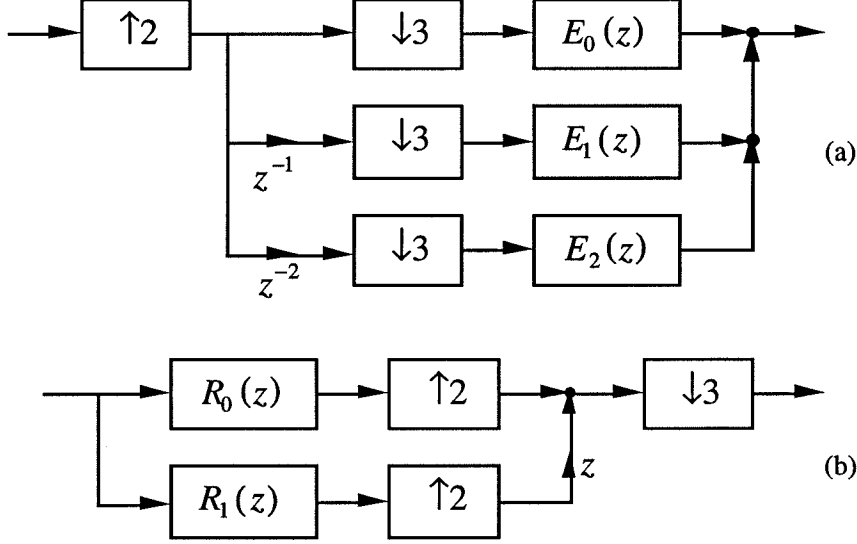 ↑2 ↓3 E₀(z)
z⁻¹ ↓3 E₁(z) (a)
z⁻² ↓3 E₂(z)
R₀(z) ↑2 ↓3
R₁(z) ↑2 z (b)